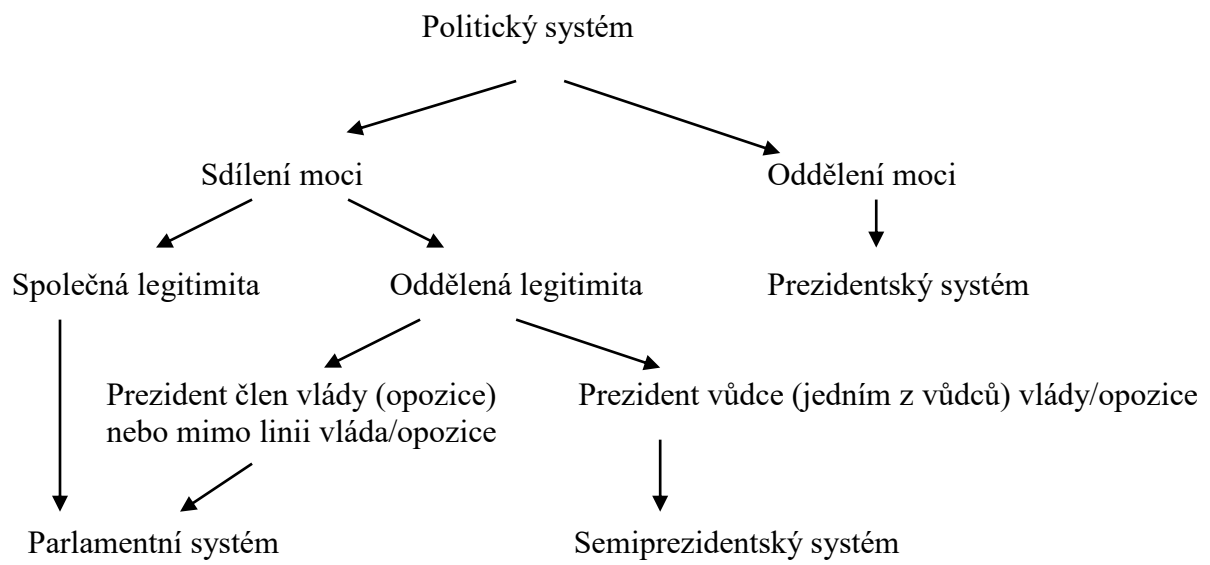 Politický systém
Sdílení moci
Oddělení moci
Společná legitimita
Oddělená legitimita
Prezidentský systém
Prezident člen vlády (opozice)
nebo mimo linii vláda/opozice
Prezident vůdce (jedním z vůdců) vlády/opozice
Parlamentní systém
Semiprezidentský systém